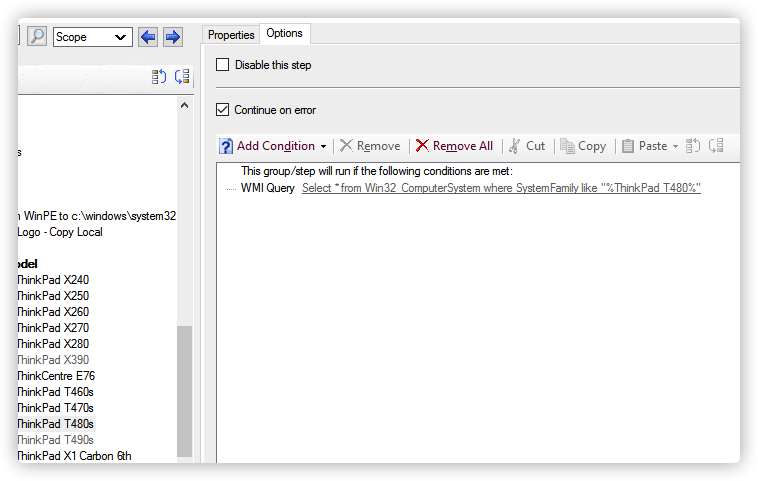 Scope
Properties
Options
Disable this step
Continue on error
Add Condition
Remove
Remove All
Cut
Copy
Paste
This group/step will run if the following conditions are met:
WMI Query Select * from Win32_ComputerSystem where SystemFamily like "%ThinkPad T480%"
s
n WinPE to c:\windows\system32
Logo - Copy Local
odel
ThinkPad X240
ThinkPad X250
ThinkPad X260
ThinkPad X270
ThinkPad X280
ThinkPad X390
ThinkCentre E76
ThinkPad T460s
ThinkPad T470s
ThinkPad T480s
ThinkPad T490s
ThinkPad X1 Carbon 6th